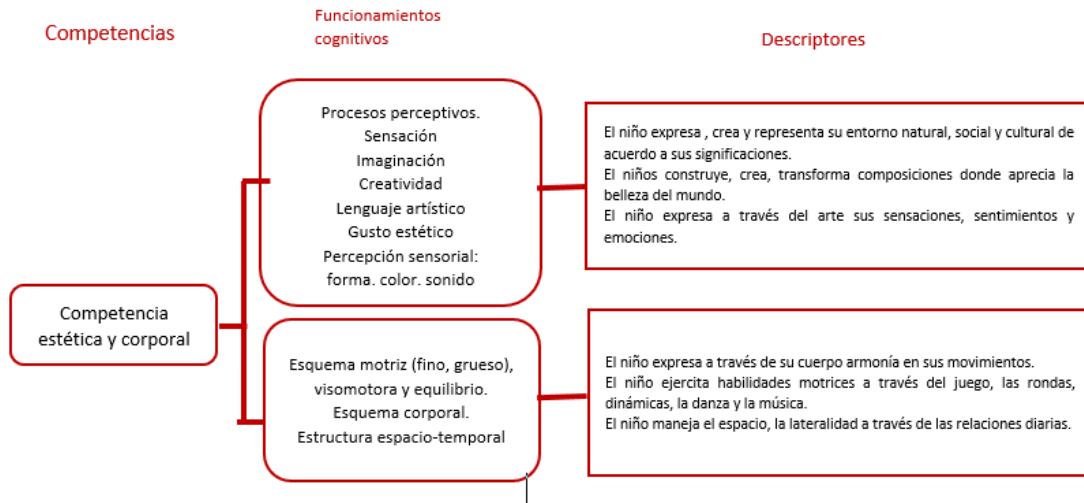 Competencias
Funcionamientos
cognitivos
Descriptores
Procesos perceptivos.
Sensación
Imaginación
Creatividad
Lenguaje artístico
Gusto estético
Percepción sensorial:
forma. color. sonido
El niño expresa , crea y representa su entorno natural, social y cultural de
acuerdo a sus significaciones.
El niños construye, crea, transforma composiciones donde aprecia la
belleza del mundo.
El niño expresa a través del arte sus sensaciones, sentimientos y
emociones.
Competencia
estética y corporal
Esquema motriz (fino, grueso),
visomotora y equilibrio.
Esquema corporal.
Estructura espacio-temporal
El niño expresa a través de su cuerpo armonía en sus movimientos.
El niño ejercita habilidades motrices a través del juego, las rondas,
dinámicas, la danza y la música.
El niño maneja el espacio, la lateralidad a través de las relaciones diarias.